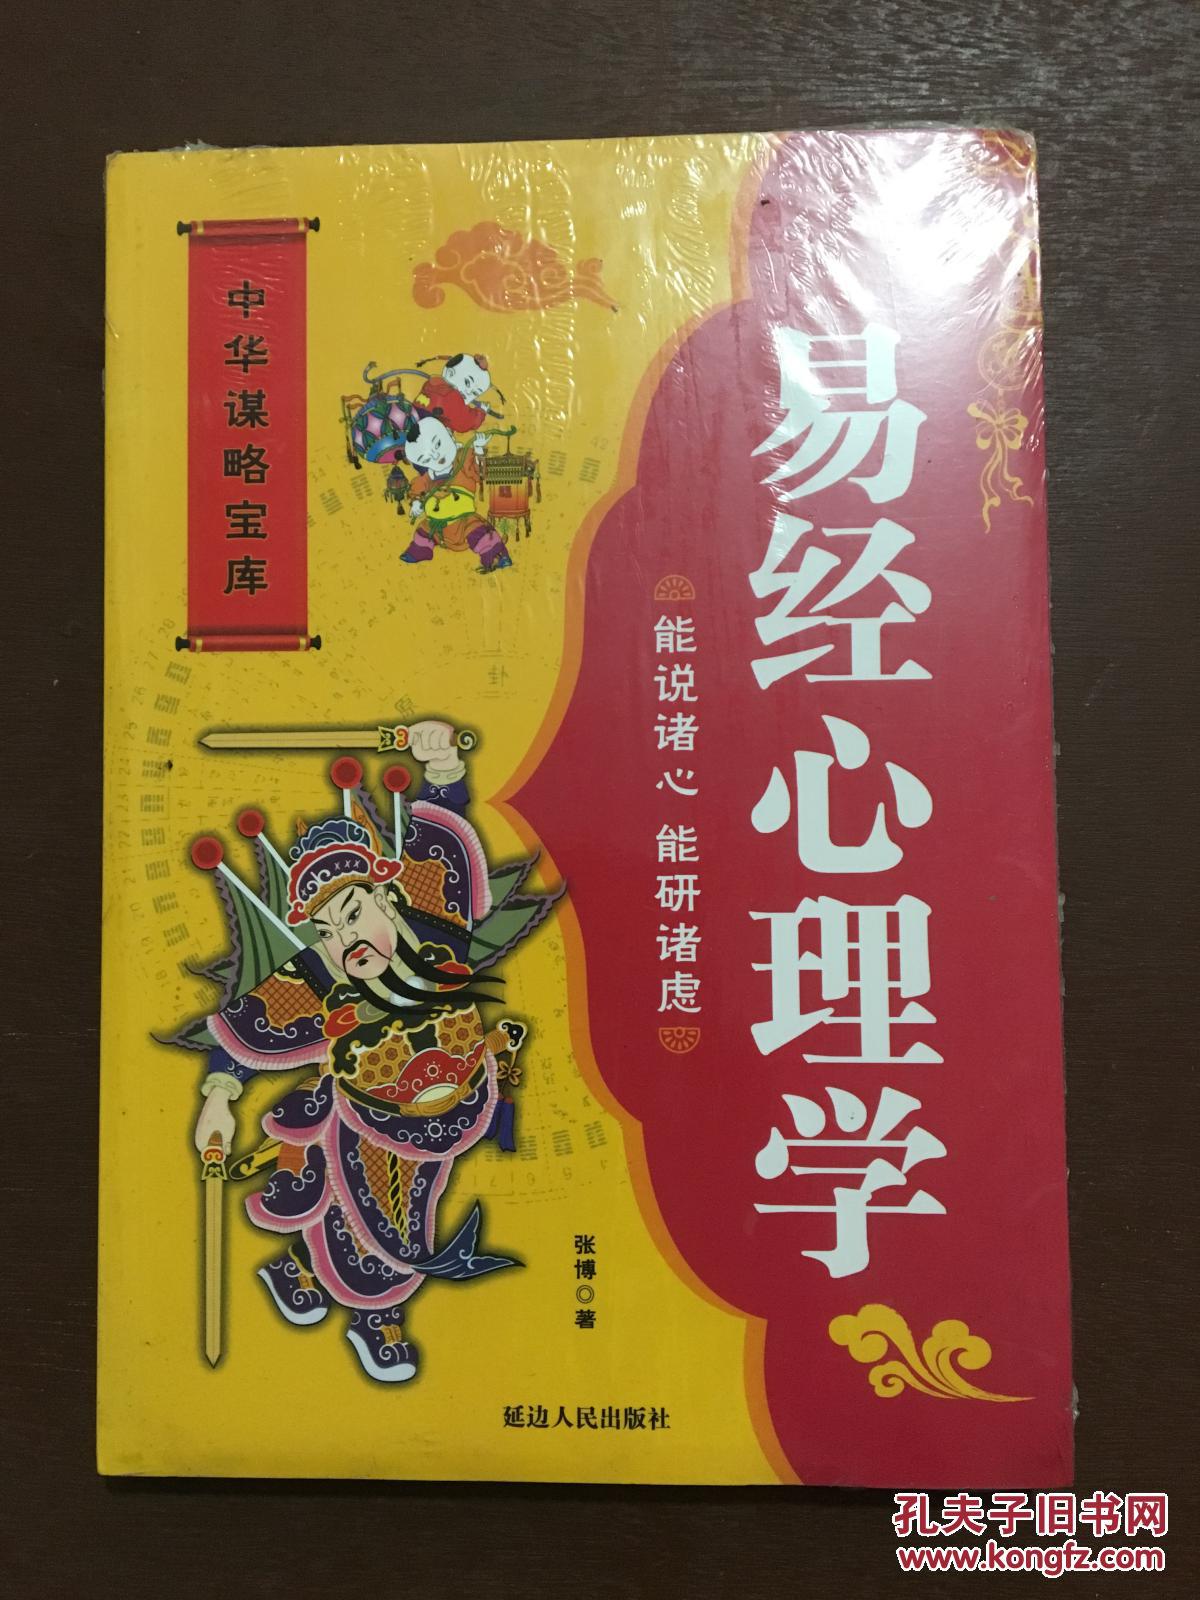 易经心理学
能说诸心 能研诸虑
中华谋略宝库
张博◎著
延边人民出版社
孔夫子旧书网
www.kongfz.com